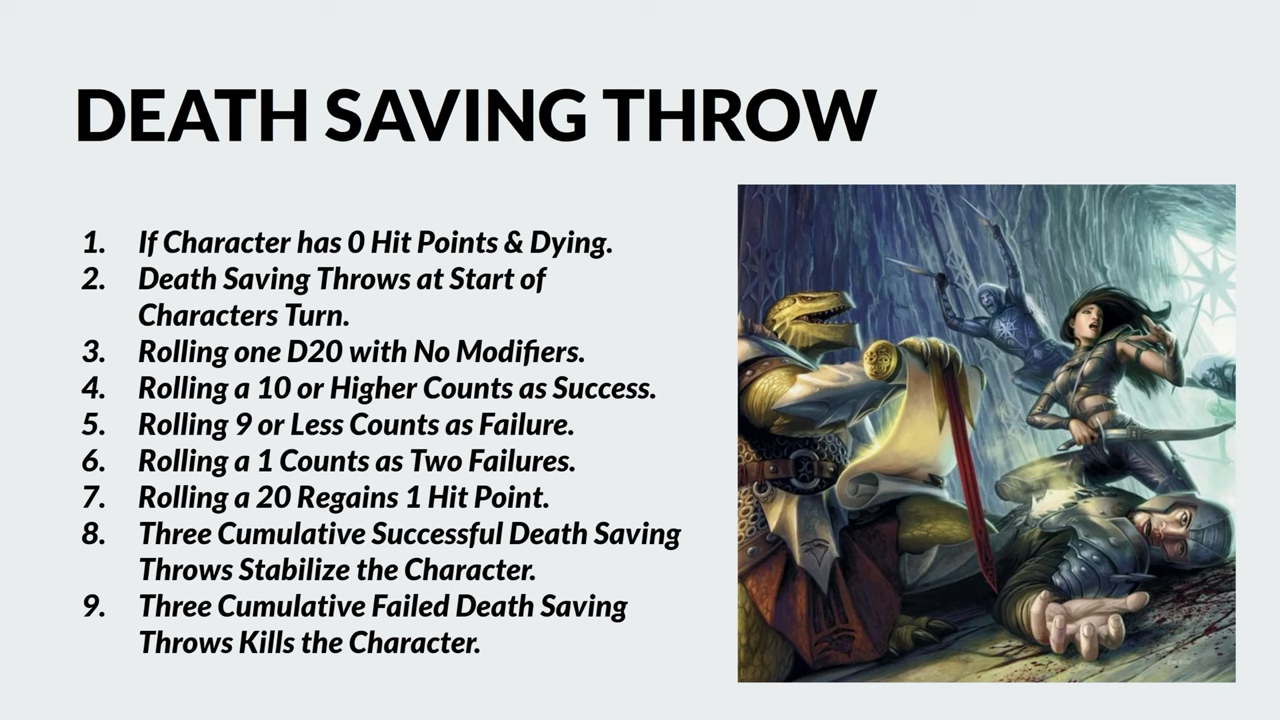 DEATH SAVING THROW
1. If Character has 0 Hit Points & Dying.
2. Death Saving Throws at Start of
Characters Turn.
3. Rolling one D20 with No Modifiers.
4. Rolling a 10 or Higher Counts as Success.
5. Rolling 9 or Less Counts as Failure.
6. Rolling a 1 Counts as Two Failures.
7. Rolling a 20 Regains 1 Hit Point.
8. Three Cumulative Successful Death Saving
Throws Stabilize the Character.
9. Three Cumulative Failed Death Saving
Throws Kills the Character.